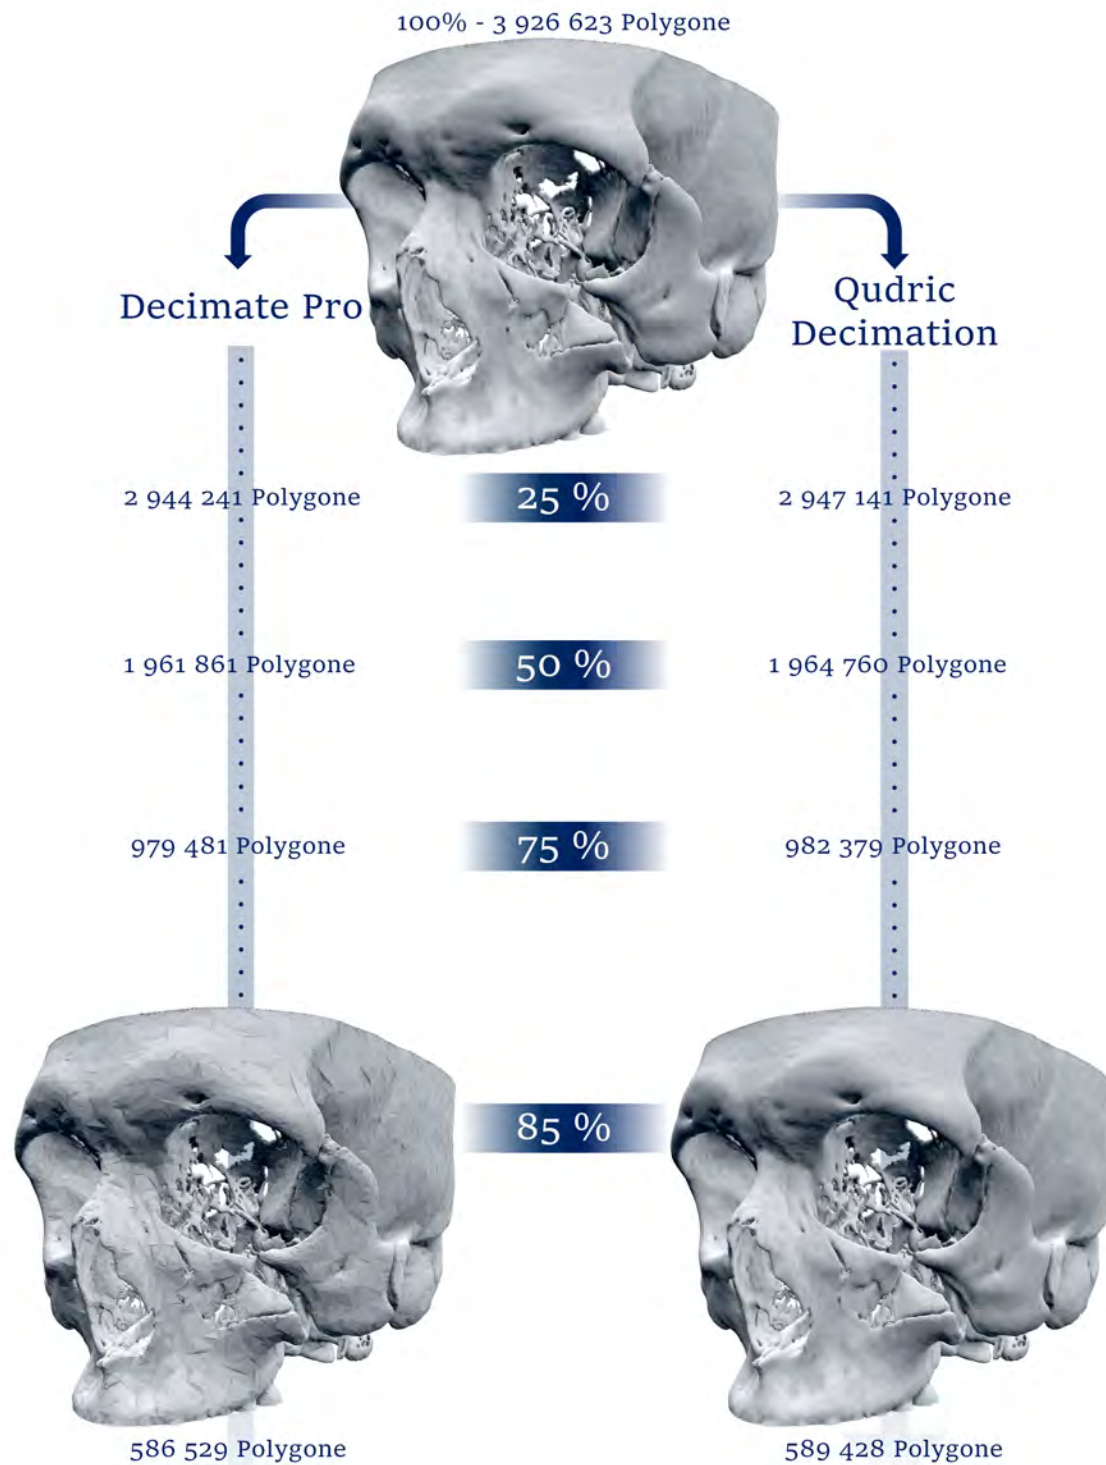 100% - 3 926 623 Polygone
Decimate Pro
Qudric
Decimation
2 944 241 Polygone
25 %
2 947 141 Polygone
1 961 861 Polygone
50 %
1 964 760 Polygone
979 481 Polygone
75 %
982 379 Polygone
85 %
586 529 Polygone
589 428 Polygone